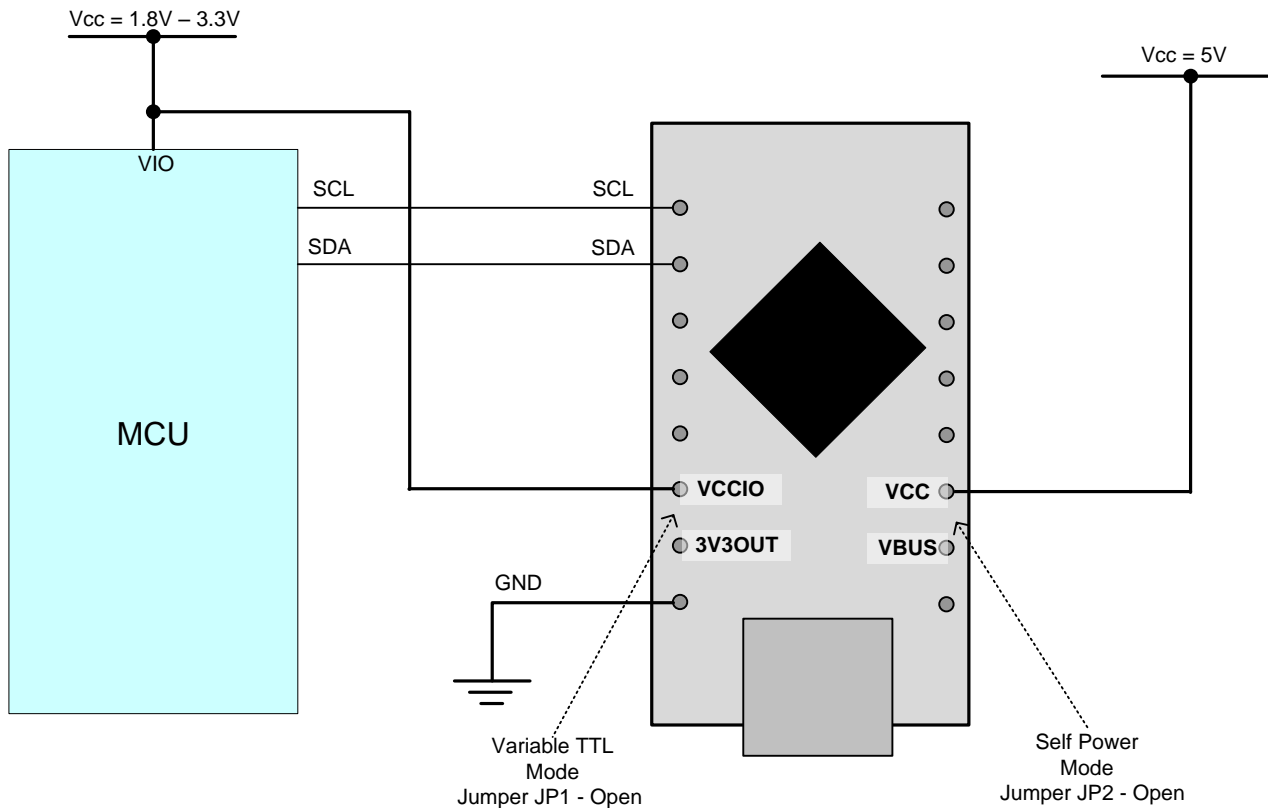 Vcc = 1.8V – 3.3V
Vcc = 5V
VIO
SCL
SCL
SDA
SDA
MCU
VCCIO
VCC
3V3OUT
VBUS
GND
Variable TTL
Mode
Jumper JP1 - Open
Self Power
Mode
Jumper JP2 - Open